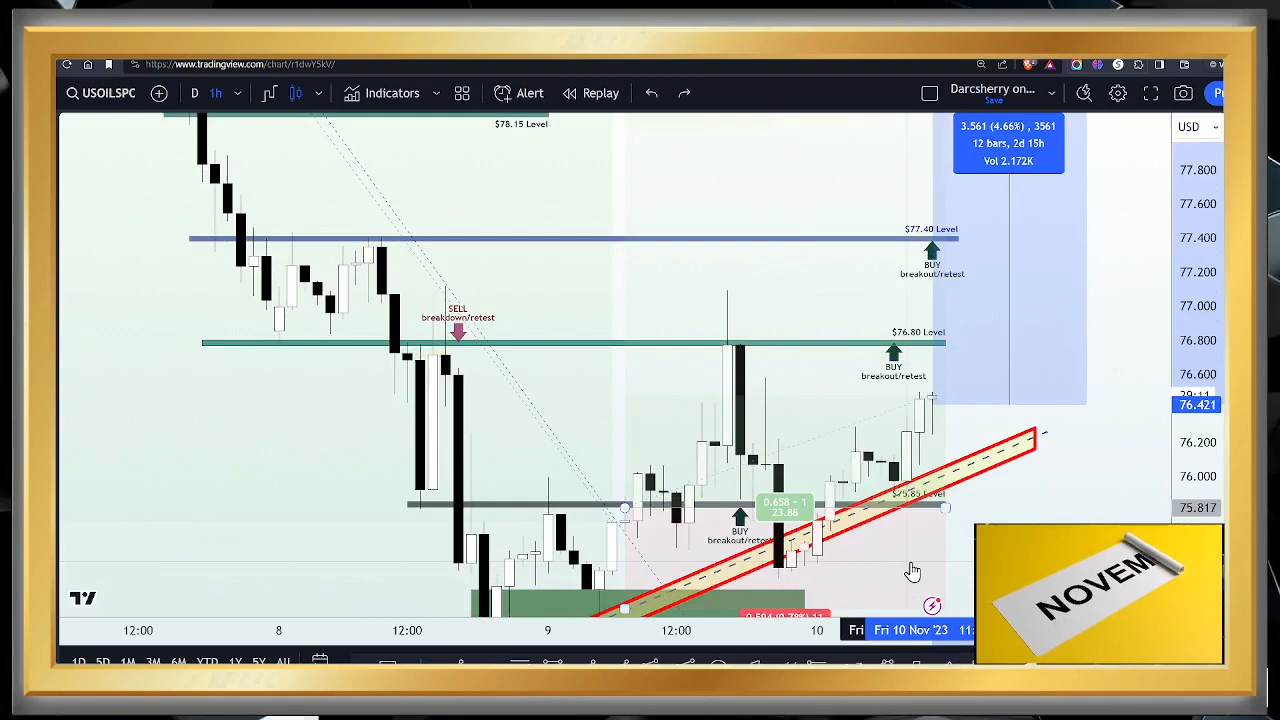 https://www.tradingview.com/chart/r1dwY5kV/
USOILSPC
D
1h
Indicators
Alert
Replay
Darcsherry on...
Save
$78.15 Level
3.561 (4.66%) , 3561
12 bars, 2d 15h
Vol 2.172K
USD
77.800
77.600
$77.40 Level
77.400
BUY
breakout/retest
77.200
77.000
SELL
breakdown/retest
$76.80 Level
76.800
BUY
breakout/retest
76.600
76.421
76.200
76.000
$75.85 Level
0.658 ~ 1
23.88
75.817
BUY
breakout/retest
NOVEM
12:00
8
12:00
9
12:00
10
Fri
Fri 10 Nov '23
11:
1D
5D
1M
3M
6M
YTD
1Y
5Y
All